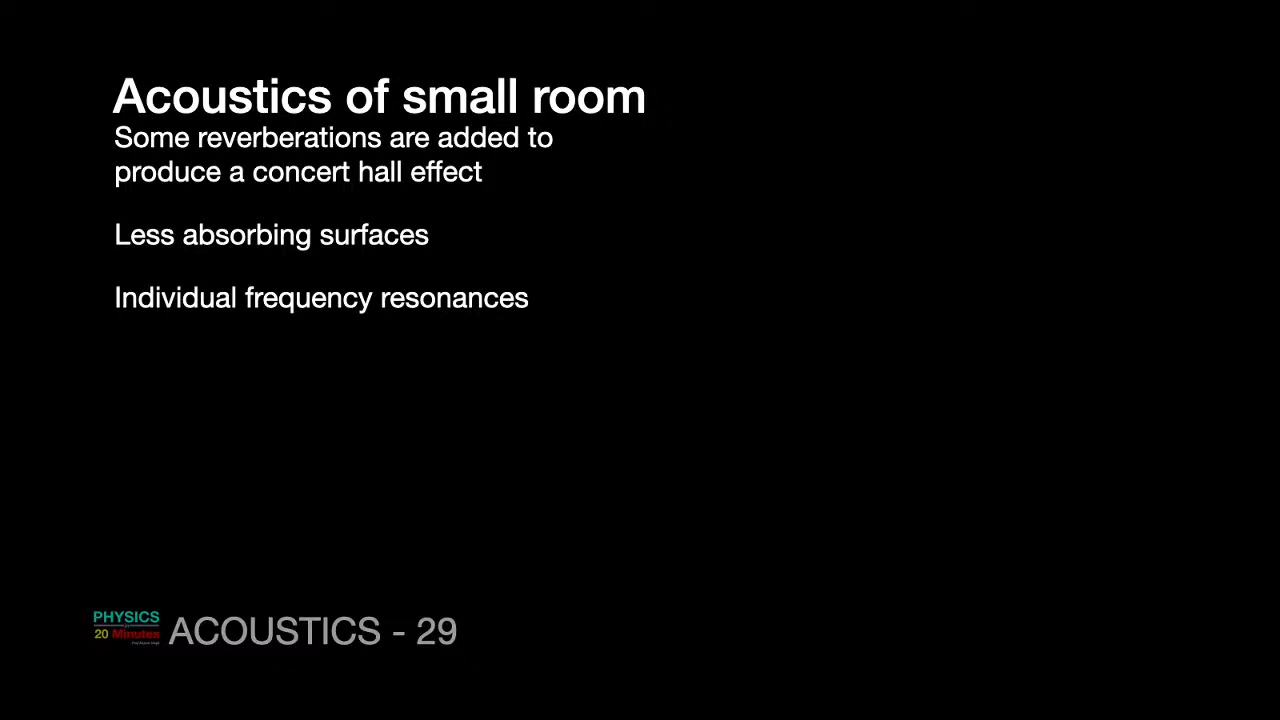 Acoustics of small room
Some reverberations are added to
produce a concert hall effect
Less absorbing surfaces
Individual frequency resonances
PHYSICS
20 Minutes
ACOUSTICS - 29